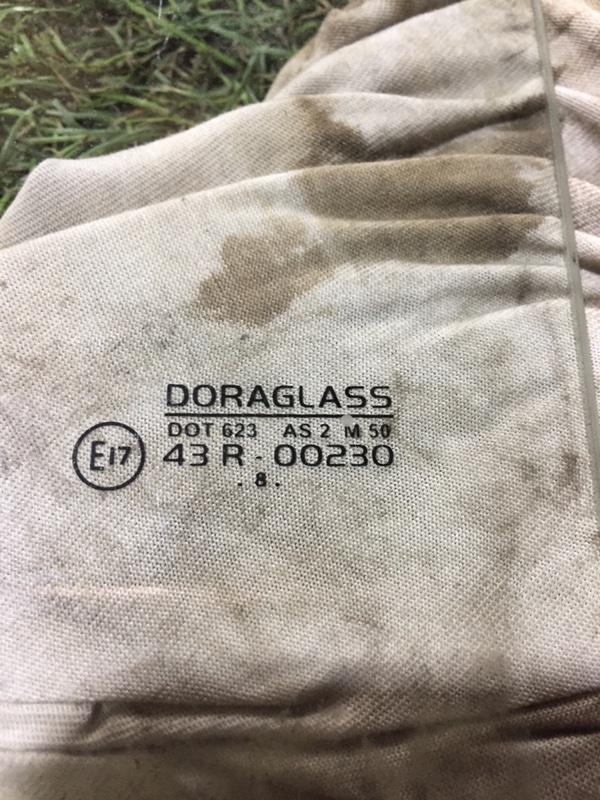 DORAGLASS
DOT 623 AS 2 M 50
E17 43 R - 00230
. 8 .